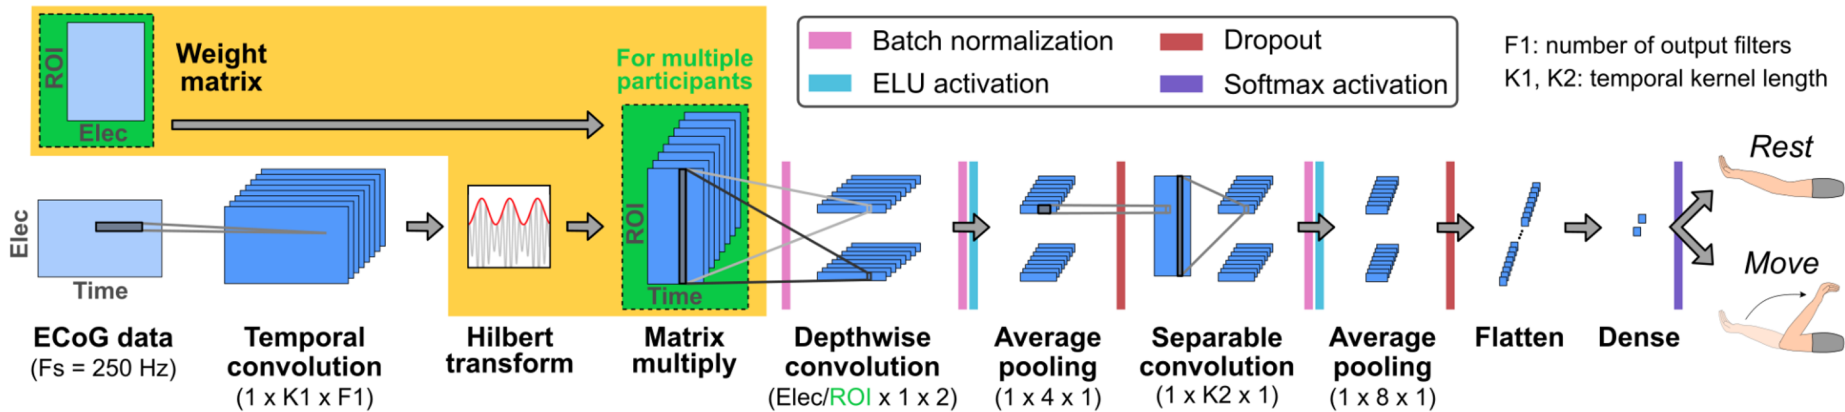 ROI
Elec
Weight
matrix
For multiple
participants
Batch normalization
ELU activation
Dropout
Softmax activation
F1: number of output filters
K1, K2: temporal kernel length
Elec
Time
ROI
Time
Rest
Move
ECoG data
(Fs = 250 Hz)
Temporal
convolution
(1 x K1 x F1)
Hilbert
transform
Matrix
multiply
Depthwise
convolution
(Elec/ROI x 1 x 2)
Average
pooling
(1 x 4 x 1)
Separable
convolution
(1 x K2 x 1)
Average
pooling
(1 x 8 x 1)
Flatten
Dense